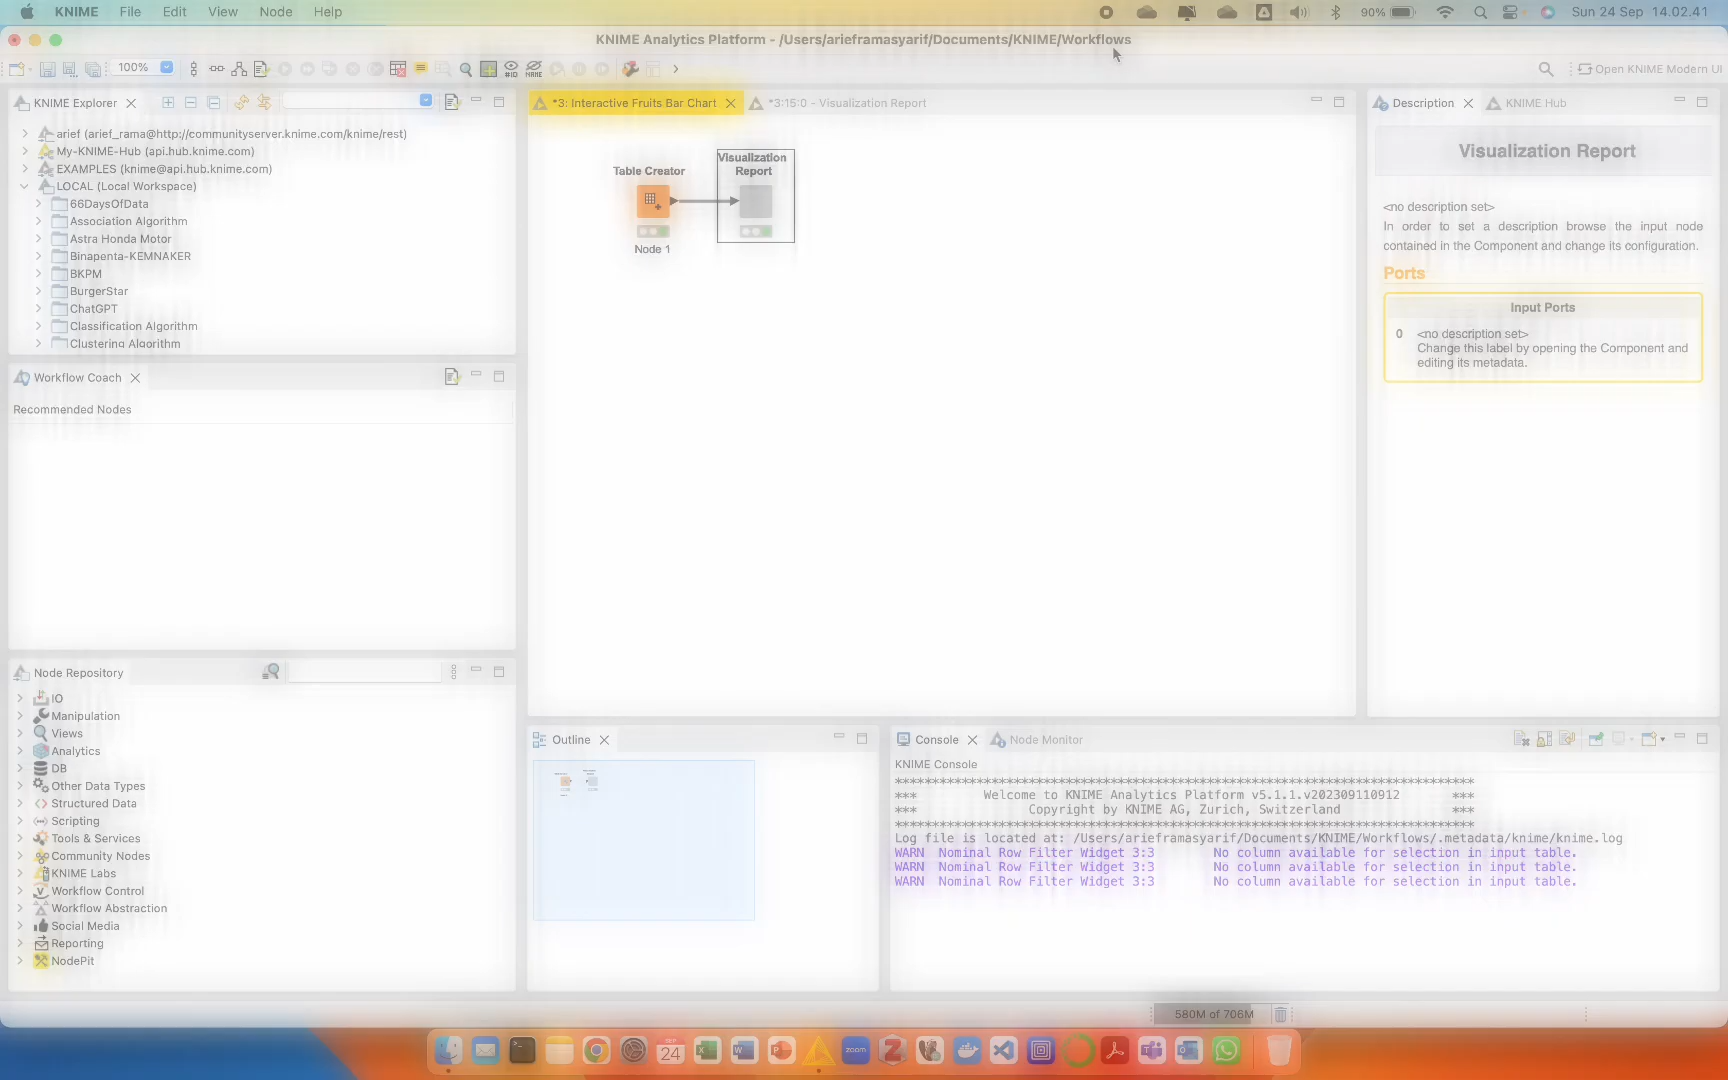 KNIME File Edit View Node Help 90% Sun 24 Sep 14.02.41
KNIME Analytics Platform - /Users/arieframasyarif/Documents/KNIME/Workflows
100% #ID NAME Open KNIME Modern UI
KNIME Explorer
arief (arief_rama@http://communityserver.knime.com/knime/rest)
My-KNIME-Hub (api.hub.knime.com)
EXAMPLES (knime@api.hub.knime.com)
LOCAL (Local Workspace)
66DaysOfData
Association Algorithm
Astra Honda Motor
Binapenta-KEMNAKER
BKPM
BurgerStar
ChatGPT
Classification Algorithm
Clustering Algorithm
Workflow Coach
Recommended Nodes
Node Repository
IO
Manipulation
Views
Analytics
DB
Other Data Types
Structured Data
Scripting
Tools & Services
Community Nodes
KNIME Labs
Workflow Control
Workflow Abstraction
Social Media
Reporting
NodePit
*3: Interactive Fruits Bar Chart *3:15:0 - Visualization Report
Table Creator
Node 1
Visualization
Report
Outline
Console Node Monitor
KNIME Console
********************************************************************************
*** Welcome to KNIME Analytics Platform v5.1.1.v202309110912 ***
*** Copyright by KNIME AG, Zurich, Switzerland ***
********************************************************************************
Log file is located at: /Users/arieframasyarif/Documents/KNIME/Workflows/.metadata/knime/knime.log
WARN Nominal Row Filter Widget 3:3 No column available for selection in input table.
WARN Nominal Row Filter Widget 3:3 No column available for selection in input table.
WARN Nominal Row Filter Widget 3:3 No column available for selection in input table.
Description KNIME Hub
Visualization Report
<no description set>
In order to set a description browse the input node
contained in the Component and change its configuration.
Ports
Input Ports
0 <no description set>
Change this label by opening the Component and
editing its metadata.
580M of 706M
SEP
24
zoom